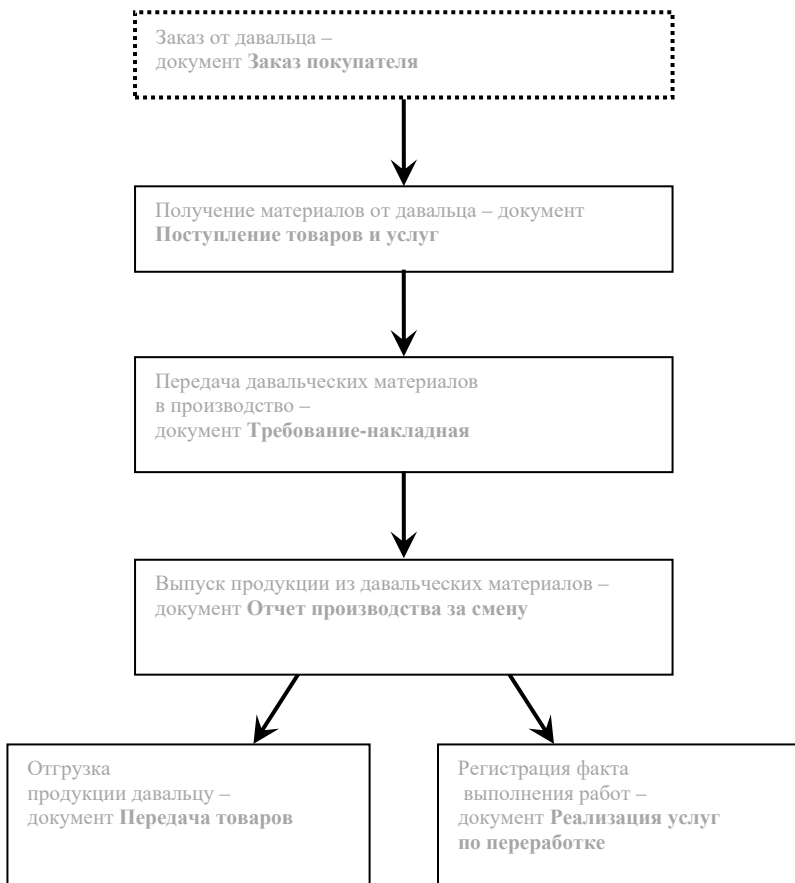 Заказ от давальца –
документ Заказ покупателя
Получение материалов от давальца – документ
Поступление товаров и услуг
Передача давальческих материалов
в производство –
документ Требование-накладная
Выпуск продукции из давальческих материалов –
документ Отчет производства за смену
Отгрузка
продукции давальцу –
документ Передача товаров
Регистрация факта
выполнения работ –
документ Реализация услуг
по переработке